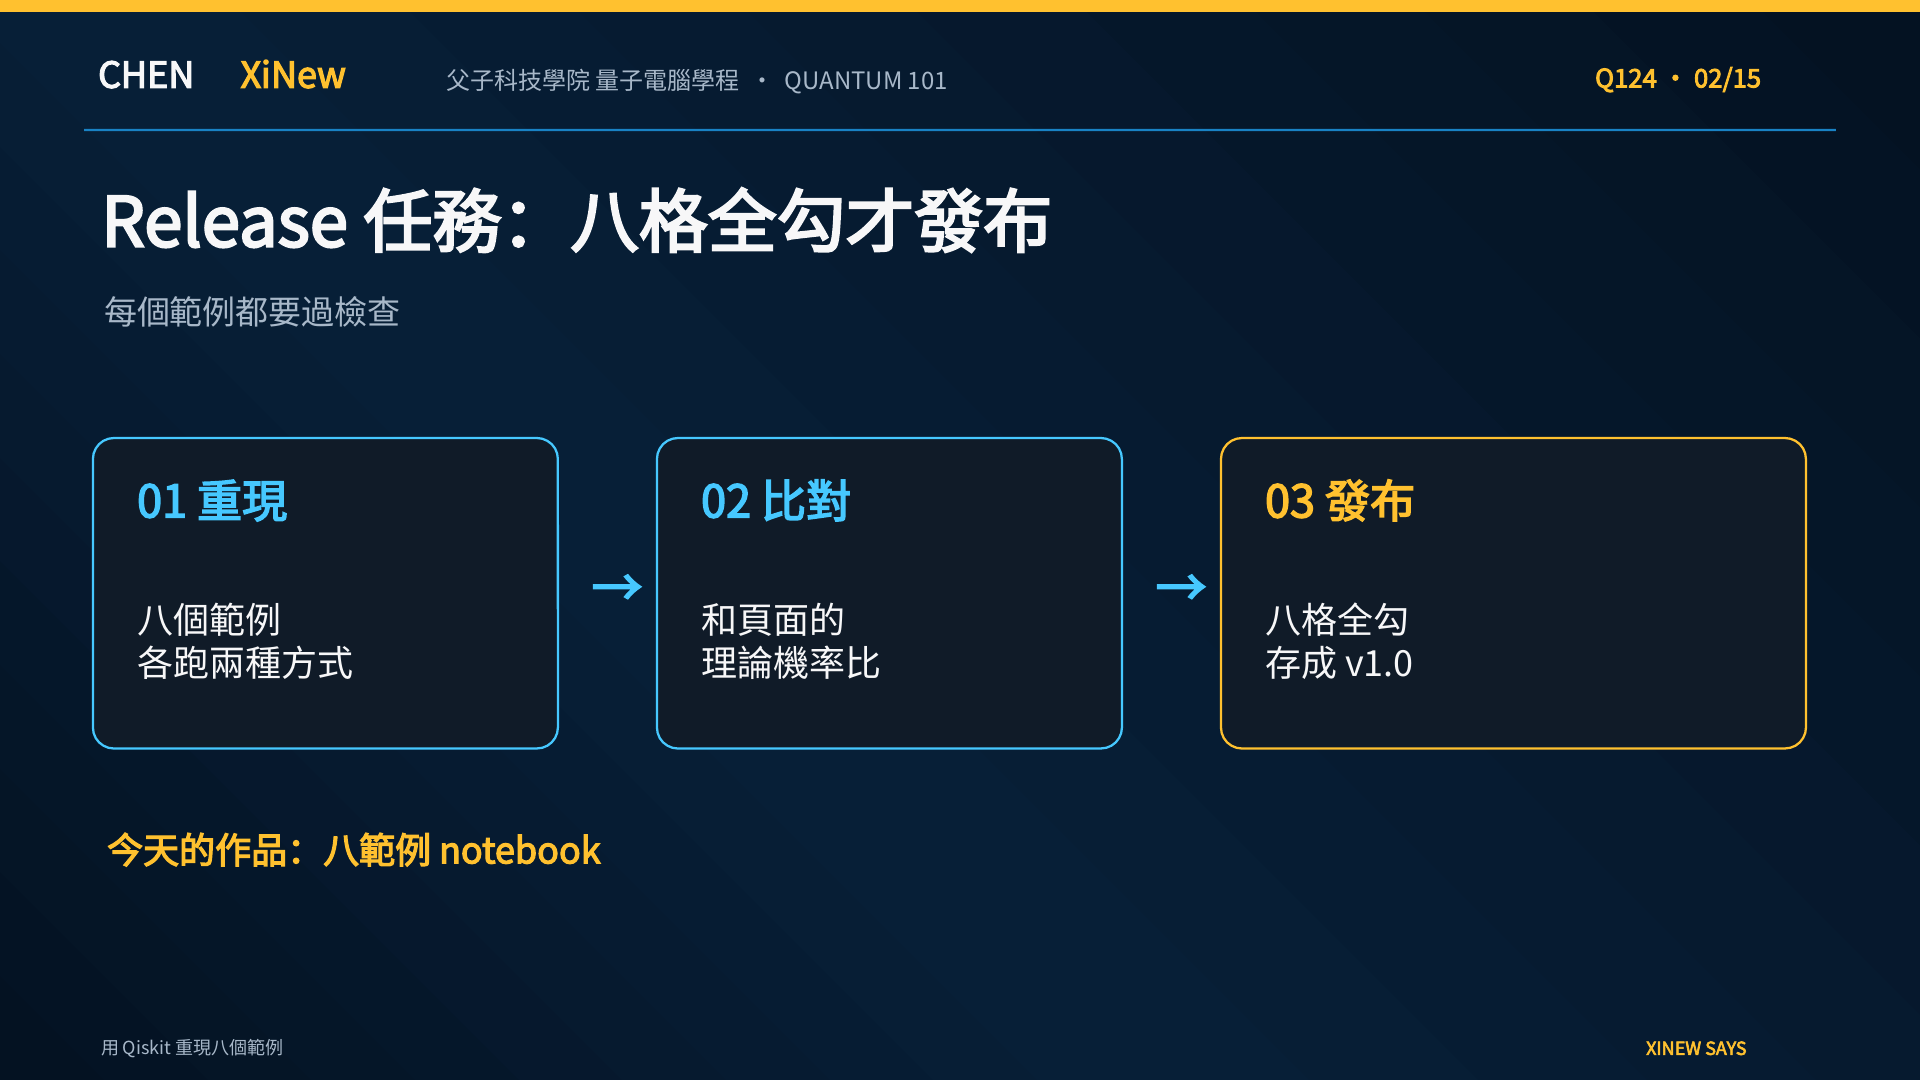 CHEN XiNew 父子科技學院 量子電腦學程 · QUANTUM 101 Q124 · 02/15
Release 任務：八格全勾才發布
每個範例都要過檢查
01 重現
八個範例
各跑兩種方式
→
02 比對
和頁面的
理論機率比
→
03 發布
八格全勾
存成 v1.0
今天的作品：八範例 notebook
用 Qiskit 重現八個範例
XINEW SAYS